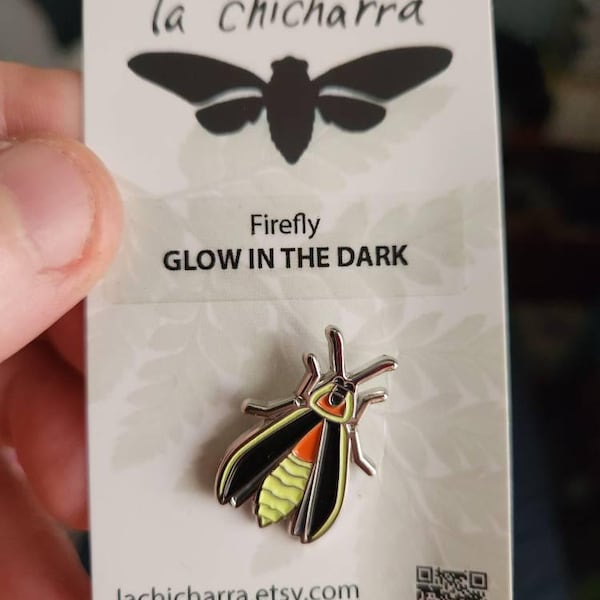 la chicharra
Firefly
GLOW IN THE DARK
lachicharra.etsy.com